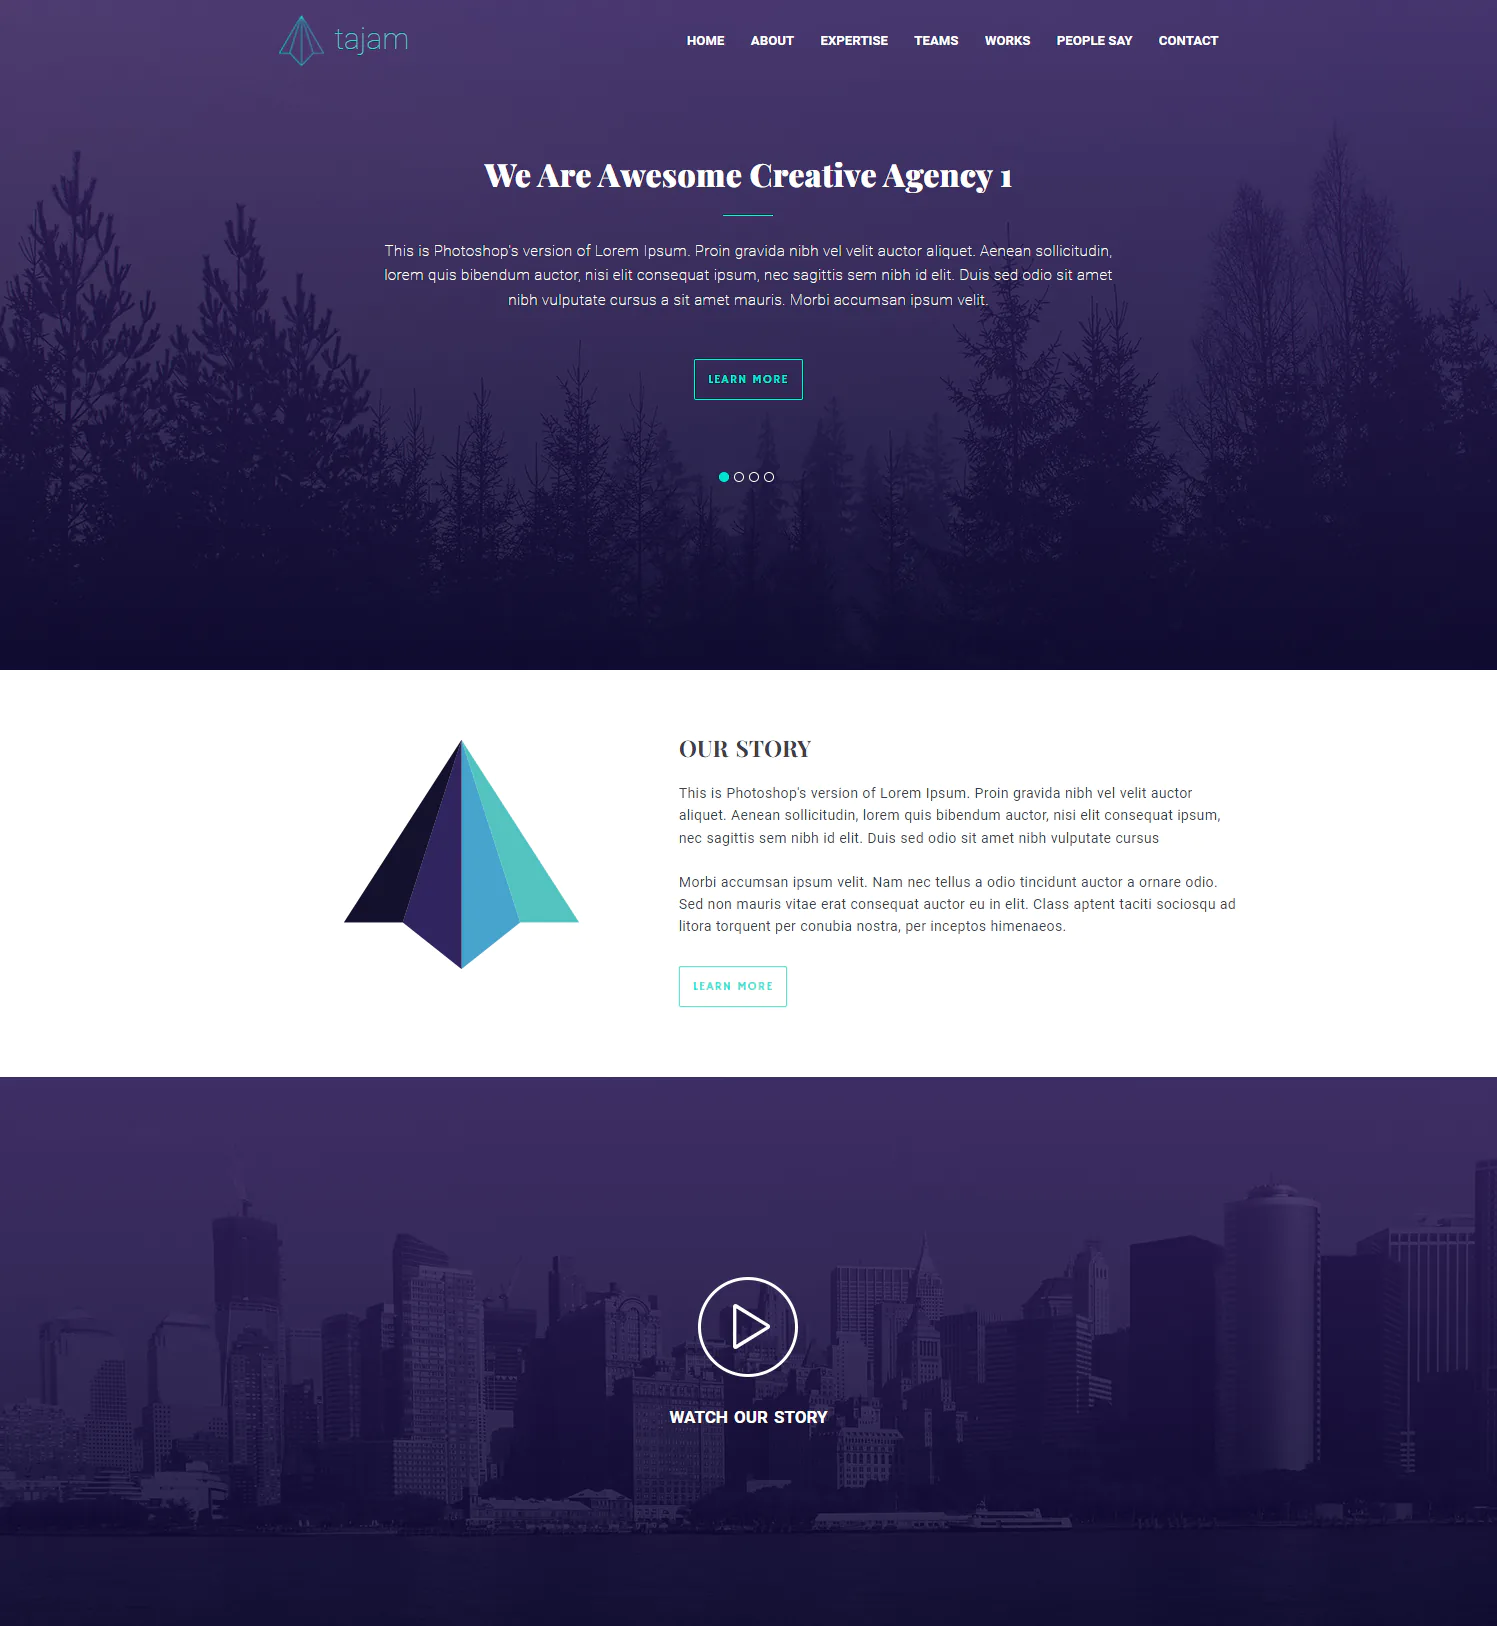 tajam
HOME ABOUT EXPERTISE TEAMS WORKS PEOPLE SAY CONTACT
We Are Awesome Creative Agency 1
This is Photoshop's version of Lorem Ipsum. Proin gravida nibh vel velit auctor aliquet. Aenean sollicitudin,
lorem quis bibendum auctor, nisi elit consequat ipsum, nec sagittis sem nibh id elit. Duis sed odio sit amet
nibh vulputate cursus a sit amet mauris. Morbi accumsan ipsum velit.
LEARN MORE
OUR STORY
This is Photoshop's version of Lorem Ipsum. Proin gravida nibh vel velit auctor
aliquet. Aenean sollicitudin, lorem quis bibendum auctor, nisi elit consequat ipsum,
nec sagittis sem nibh id elit. Duis sed odio sit amet nibh vulputate cursus
Morbi accumsan ipsum velit. Nam nec tellus a odio tincidunt auctor a ornare odio.
Sed non mauris vitae erat consequat auctor eu in elit. Class aptent taciti sociosqu ad
litora torquent per conubia nostra, per inceptos himenaeos.
LEARN MORE
WATCH OUR STORY